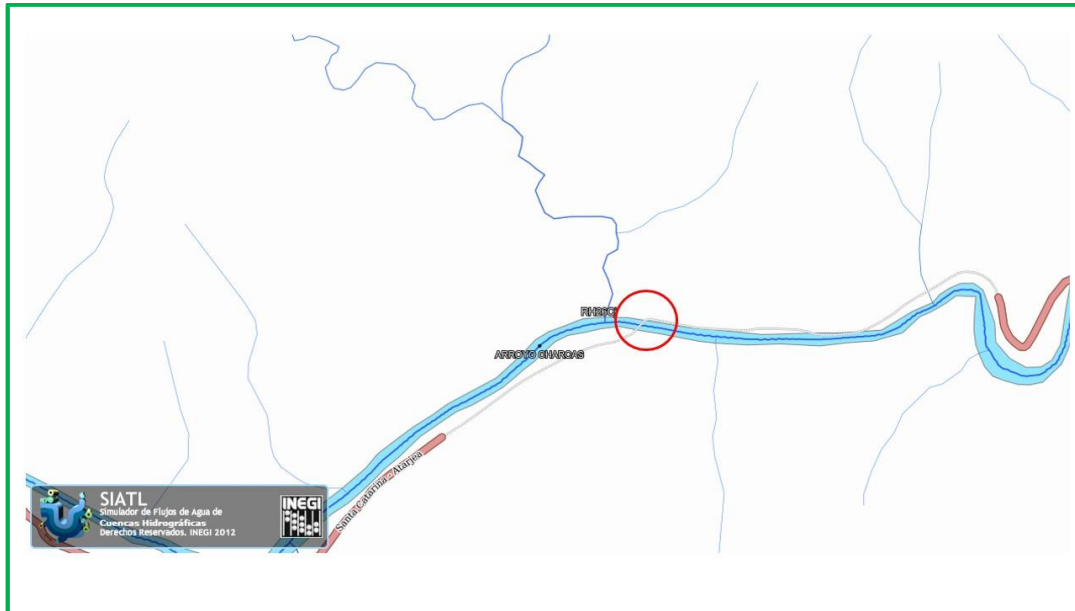 RH26C
ARROYO CHARCAS
Santa Catarina - Atarjea
SIATL
Simulador de Flujos de Agua de
Cuencas Hidrográficas
Derechos Reservados. INEGI 2012
INEGI